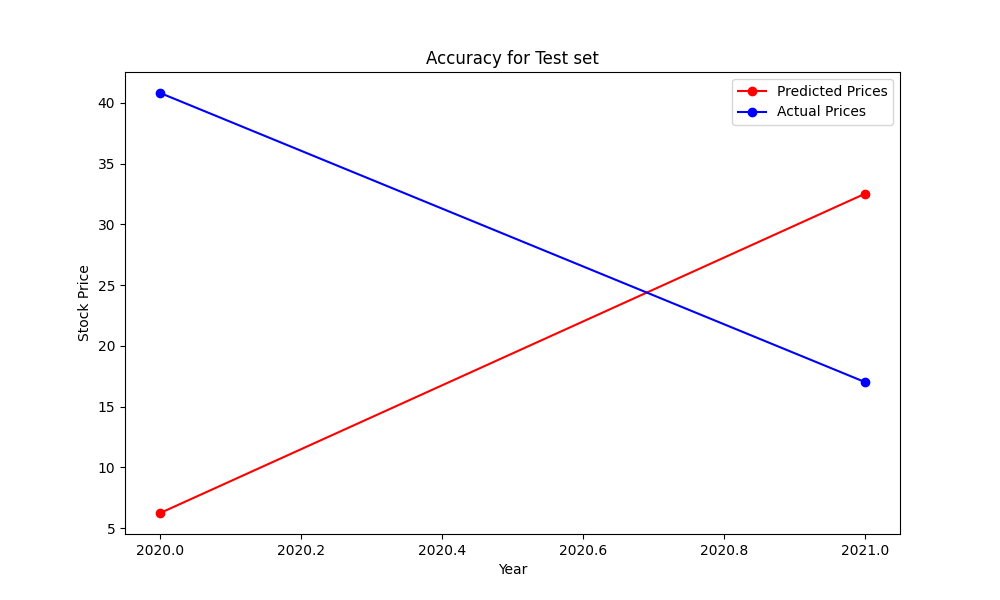 Accuracy for Test set
Predicted Prices
Actual Prices
Stock Price
40
35
30
25
20
15
10
5
2020.0 2020.2 2020.4 2020.6 2020.8 2021.0
Year